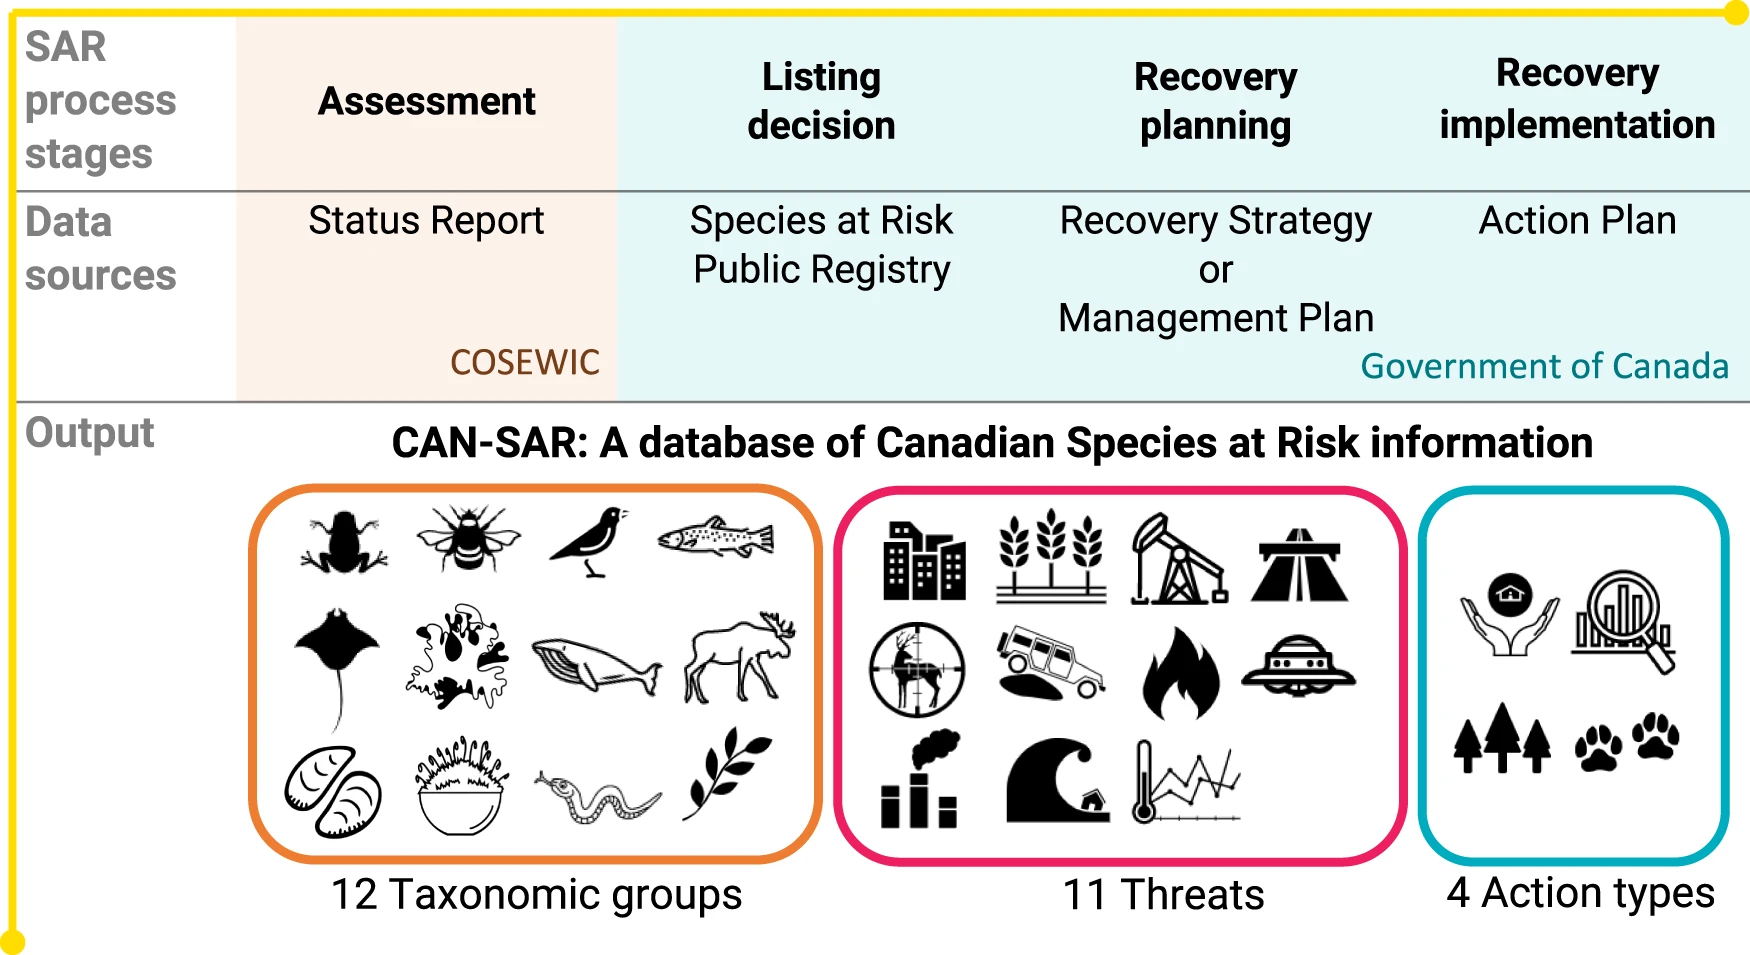 SAR
process
stages
Assessment
Listing
decision
Recovery
planning
Recovery
implementation
Data
sources
Status Report
Species at Risk
Public Registry
Recovery Strategy
or
Management Plan
Action Plan
COSEWIC
Government of Canada
Output
CAN-SAR: A database of Canadian Species at Risk information
12 Taxonomic groups
11 Threats
4 Action types